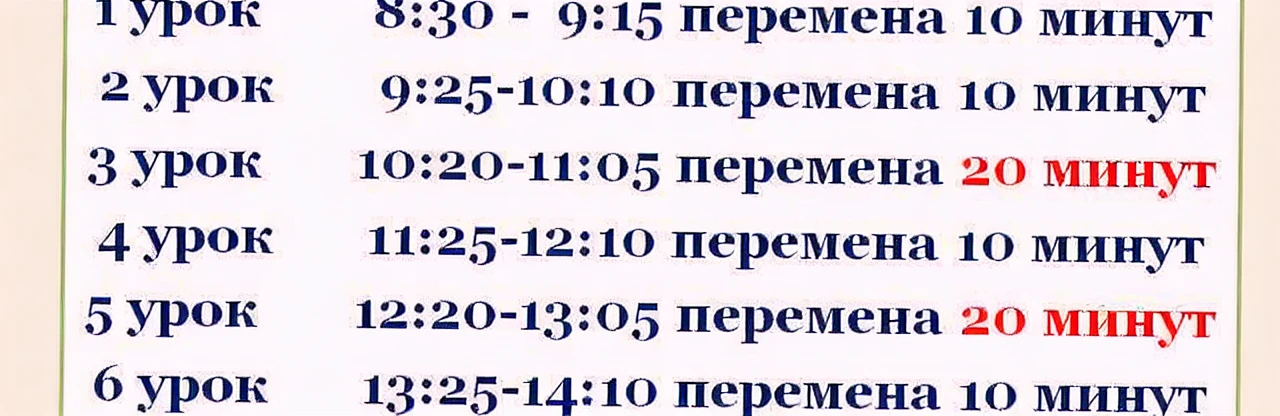 1 урок 8:30 - 9:15 перемена 10 минут
2 урок 9:25-10:10 перемена 10 минут
3 урок 10:20-11:05 перемена 20 минут
4 урок 11:25-12:10 перемена 10 минут
5 урок 12:20-13:05 перемена 20 минут
6 урок 13:25-14:10 перемена 10 минут